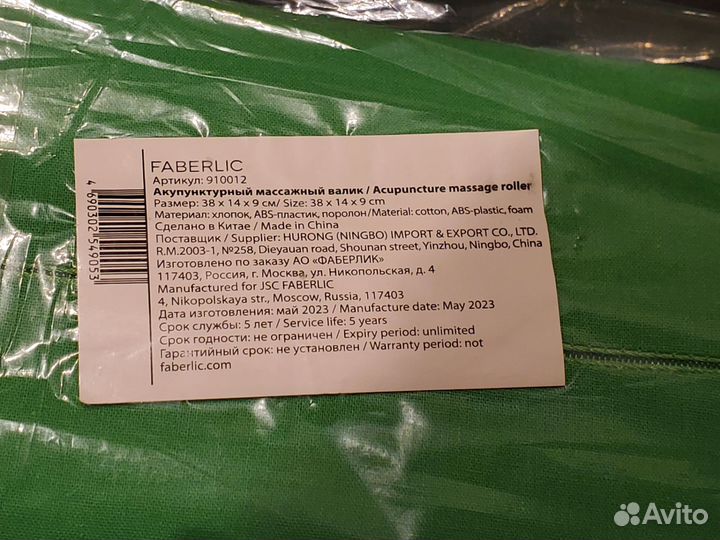 FABERLIC
Артикул: 910012
Акупунктурный массажный валик / Acupuncture massage roller
Размер: 38 x 14 x 9 см/ Size: 38 x 14 x 9 cm
Материал: хлопок, ABS-пластик, поролон/Material: cotton, ABS-plastic, foam
Сделано в Китае / Made in China
Поставщик / Supplier: HURONG (NINGBO) IMPORT & EXPORT CO., LTD.
R.M.2003-1, №258, Dieyauan road, Shounan street, Yinzhou, Ningbo, China
Изготовлено по заказу АО «ФАБЕРЛИК»
117403, Россия, г. Москва, ул. Никопольская, д. 4
Manufactured for JSC FABERLIC
4, Nikopolskaya str., Moscow, Russia, 117403
Дата изготовления: май 2023 / Manufacture date: May 2023
Срок службы: 5 лет / Service life: 5 years
Срок годности: не ограничен / Expiry period: unlimited
Гарантийный срок: не установлен / Warranty period: not
faberlic.com
4 690302 549053
Avito